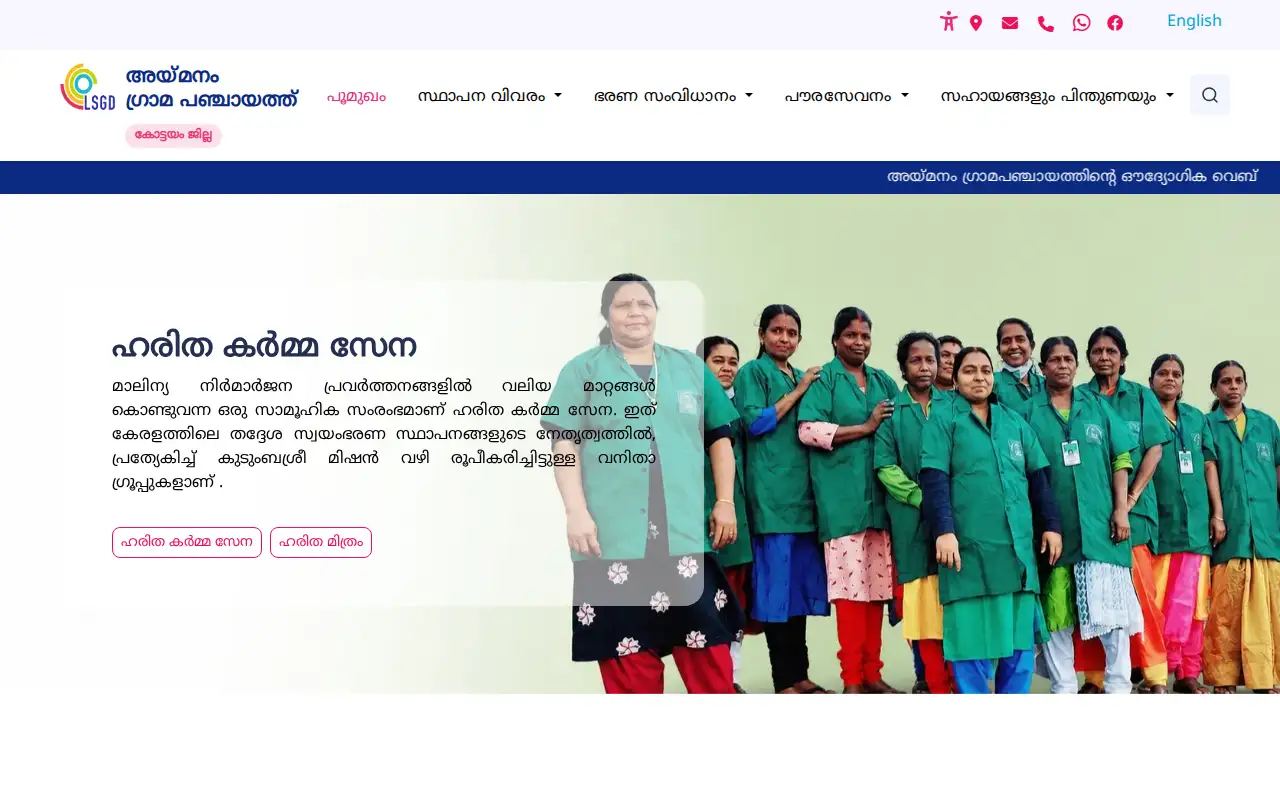 English
LSGD
അയ്മനം
ഗ്രാമ പഞ്ചായത്ത്
കോട്ടയം ജില്ല
പൂമുഖം
സ്ഥാപന വിവരം
ഭരണ സംവിധാനം
പൗരസേവനം
സഹായങ്ങളും പിന്തുണയും
അയ്മനം ഗ്രാമപഞ്ചായത്തിന്റെ ഔദ്യോഗിക വെബ്
ഹരിത കർമ്മ സേന
മാലിന്യ നിർമാർജന പ്രവർത്തനങ്ങളിൽ വലിയ മാറ്റങ്ങൾ
കൊണ്ടുവന്ന ഒരു സാമൂഹിക സംരംഭമാണ് ഹരിത കർമ്മ സേന. ഇത്
കേരളത്തിലെ തദ്ദേശ സ്വയംഭരണ സ്ഥാപനങ്ങളുടെ നേതൃത്വത്തിൽ,
പ്രത്യേകിച്ച് കുടുംബശ്രീ മിഷൻ വഴി രൂപീകരിച്ചിട്ടുള്ള വനിതാ
ഗ്രൂപ്പുകളാണ് .
ഹരിത കർമ്മ സേന
ഹരിത മിത്രം